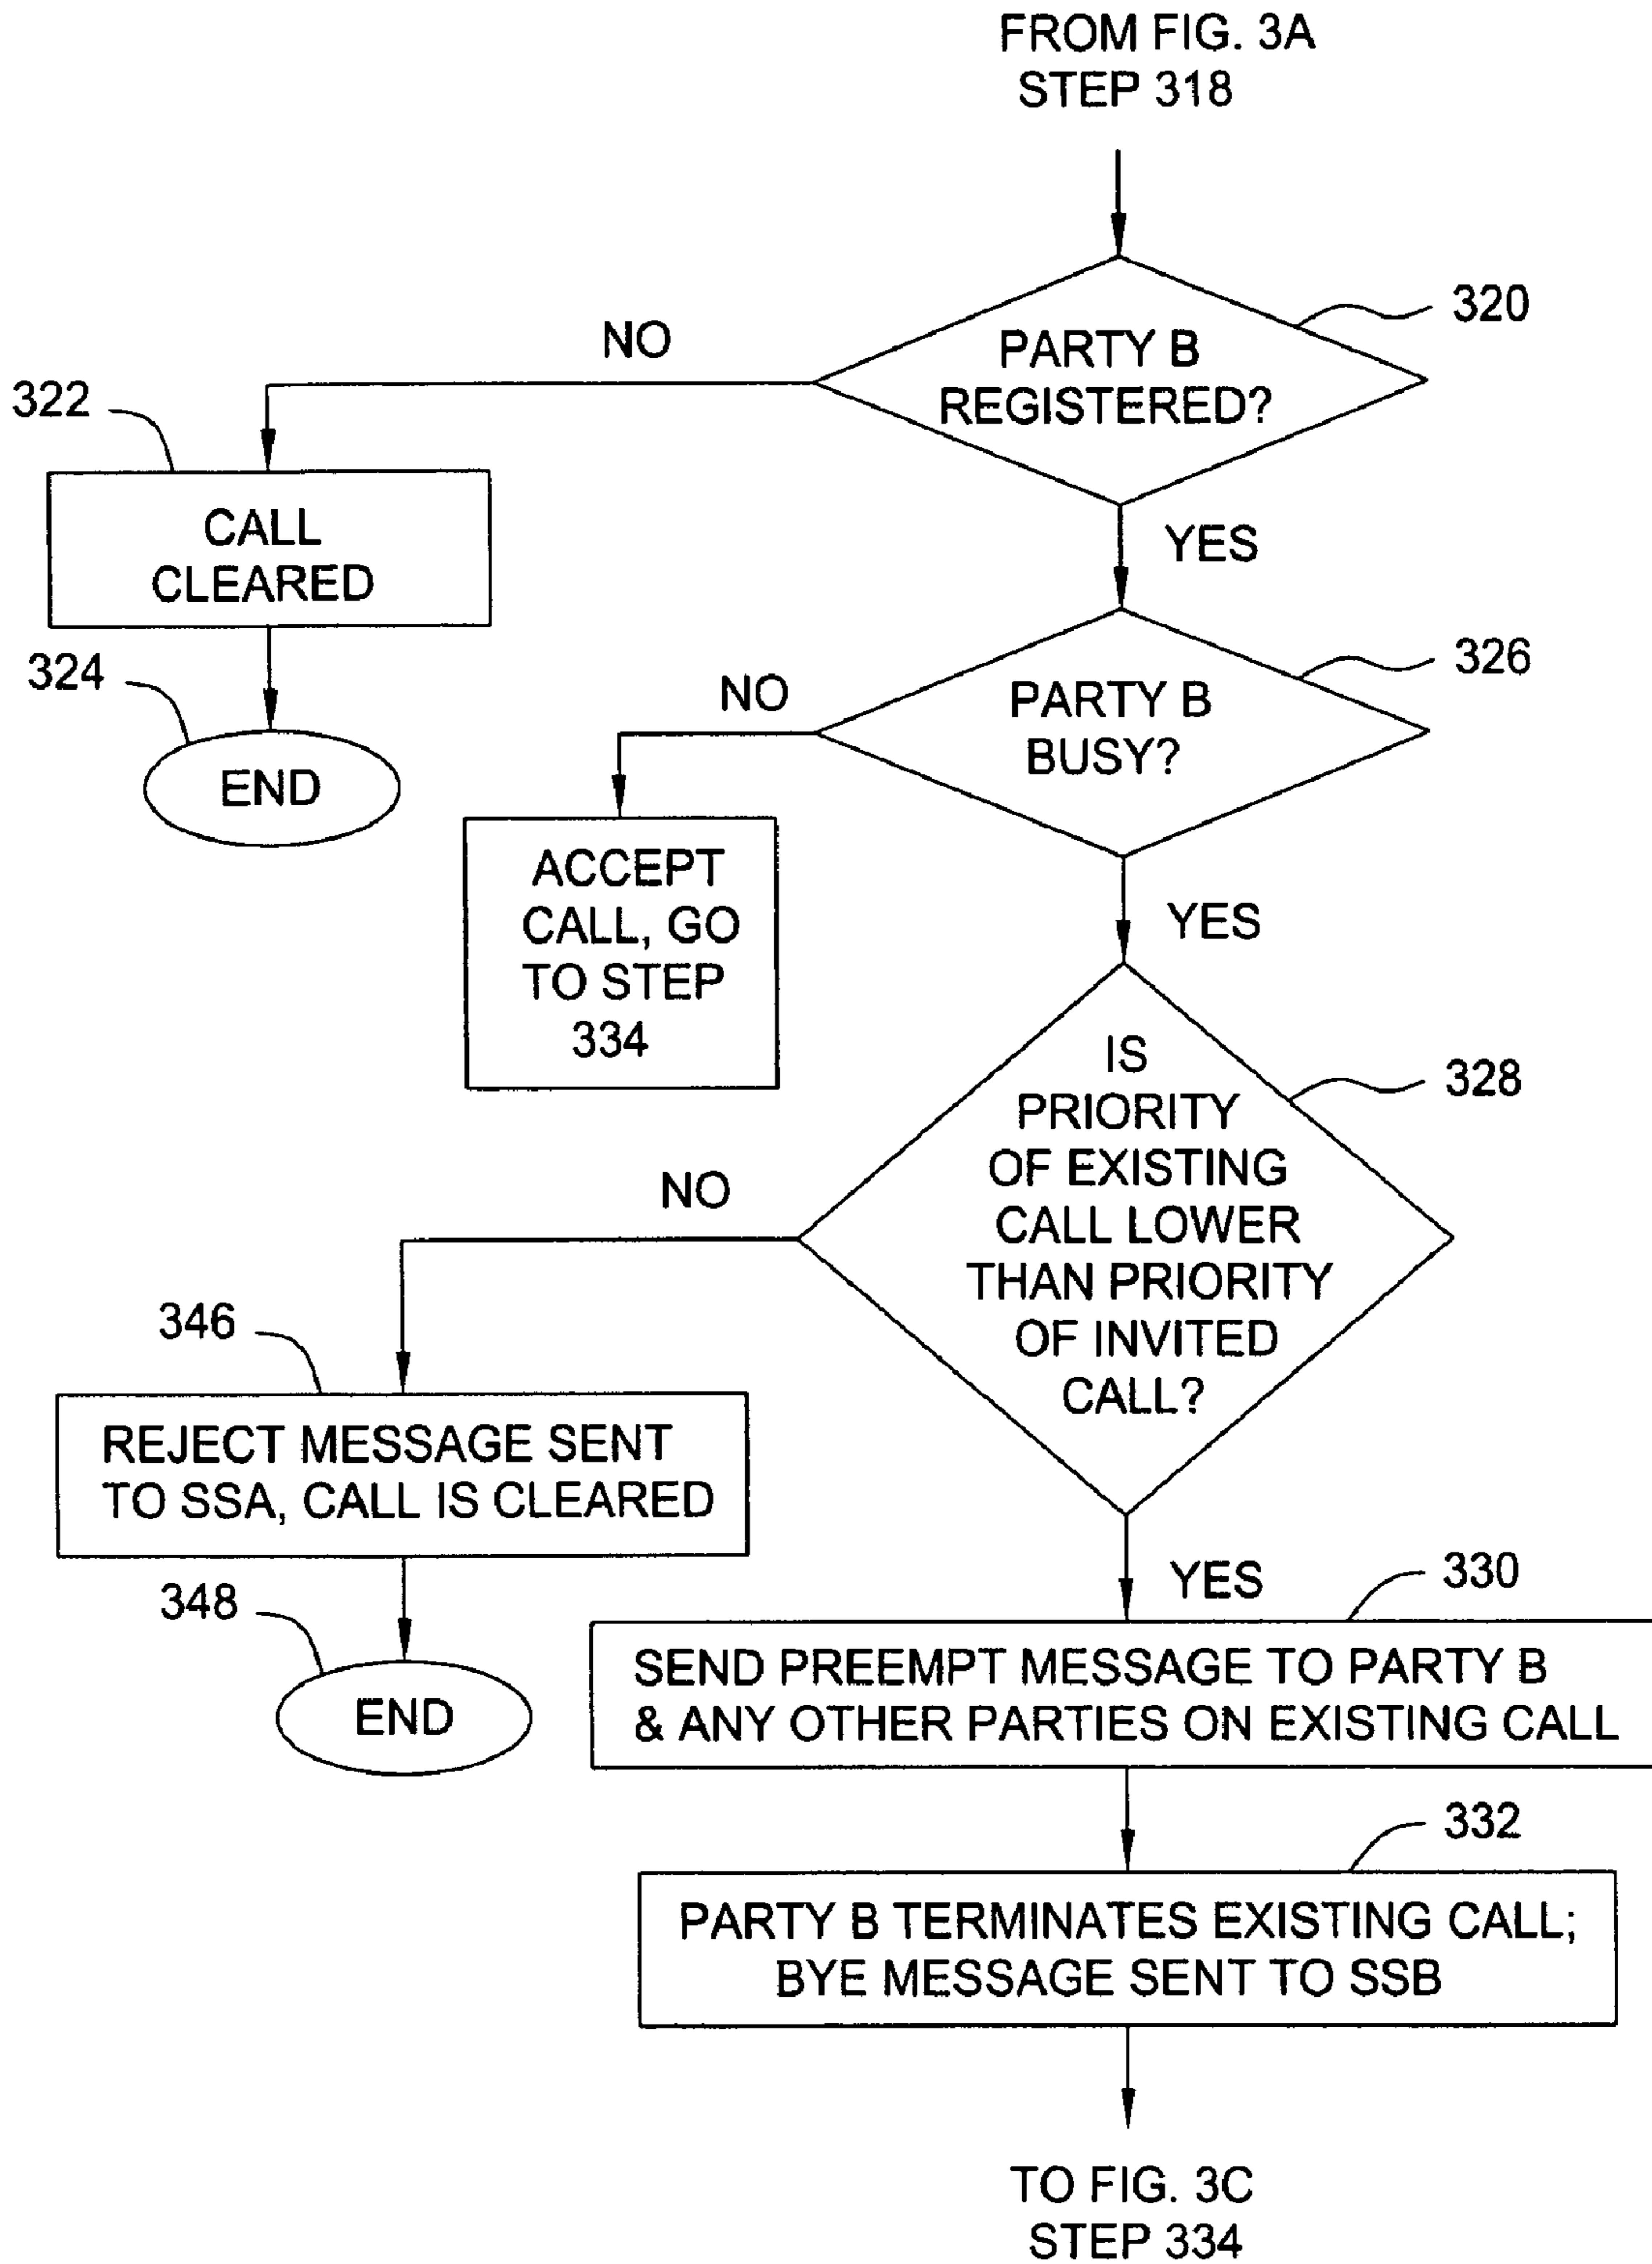 FROM FIG. 3A
STEP 318
320
PARTY B
REGISTERED?
NO
322
CALL
CLEARED
YES
324
END
326
PARTY B
BUSY?
NO
ACCEPT
CALL, GO
TO STEP
334
YES
328
IS
PRIORITY
OF EXISTING
CALL LOWER
THAN PRIORITY
OF INVITED
CALL?
NO
346
REJECT MESSAGE SENT
TO SSA, CALL IS CLEARED
348
END
YES
330
SEND PREEMPT MESSAGE TO PARTY B
& ANY OTHER PARTIES ON EXISTING CALL
332
PARTY B TERMINATES EXISTING CALL;
BYE MESSAGE SENT TO SSB
TO FIG. 3C
STEP 334